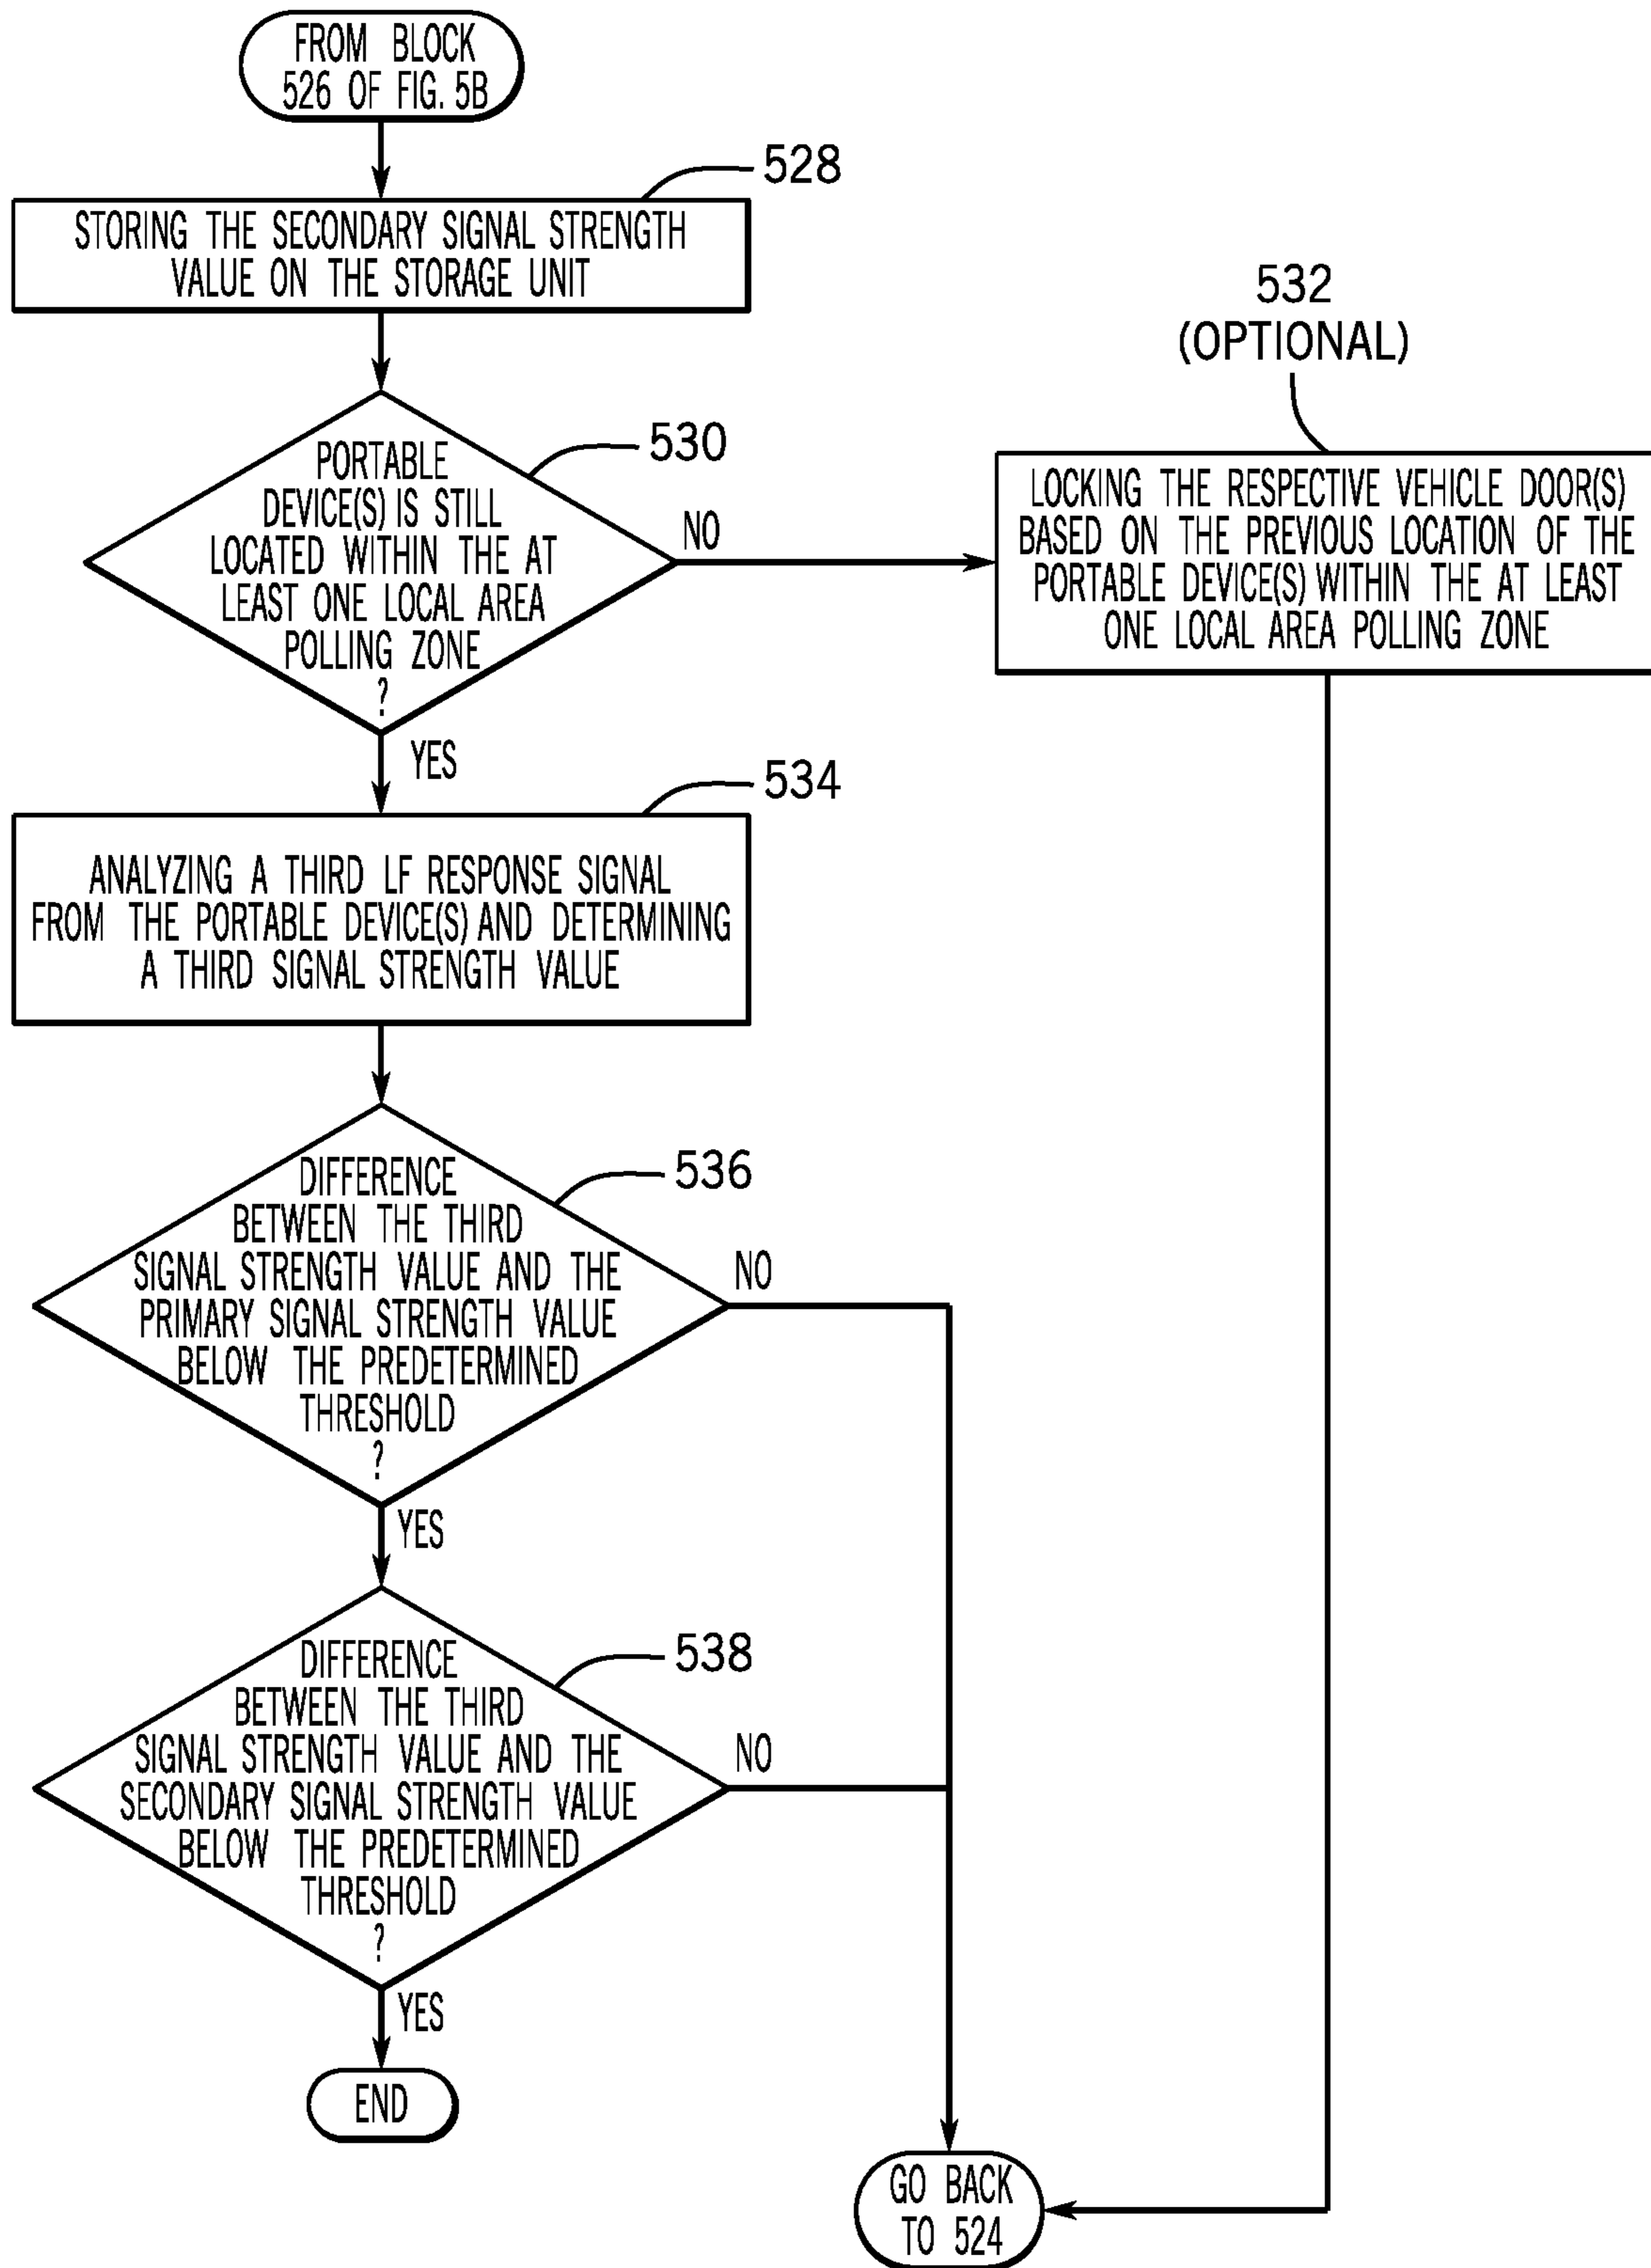 FROM BLOCK
526 OF FIG. 5B
528
STORING THE SECONDARY SIGNAL STRENGTH
VALUE ON THE STORAGE UNIT
532
(OPTIONAL)
530
PORTABLE
DEVICE(S) IS STILL
LOCATED WITHIN THE AT
LEAST ONE LOCAL AREA
POLLING ZONE
?
NO
LOCKING THE RESPECTIVE VEHICLE DOOR(S)
BASED ON THE PREVIOUS LOCATION OF THE
PORTABLE DEVICE(S) WITHIN THE AT LEAST
ONE LOCAL AREA POLLING ZONE
YES
534
ANALYZING A THIRD LF RESPONSE SIGNAL
FROM THE PORTABLE DEVICE(S) AND DETERMINING
A THIRD SIGNAL STRENGTH VALUE
536
DIFFERENCE
BETWEEN THE THIRD
SIGNAL STRENGTH VALUE AND THE
PRIMARY SIGNAL STRENGTH VALUE
BELOW THE PREDETERMINED
THRESHOLD
?
NO
YES
538
DIFFERENCE
BETWEEN THE THIRD
SIGNAL STRENGTH VALUE AND THE
SECONDARY SIGNAL STRENGTH VALUE
BELOW THE PREDETERMINED
THRESHOLD
?
NO
YES
END
GO BACK
TO 524